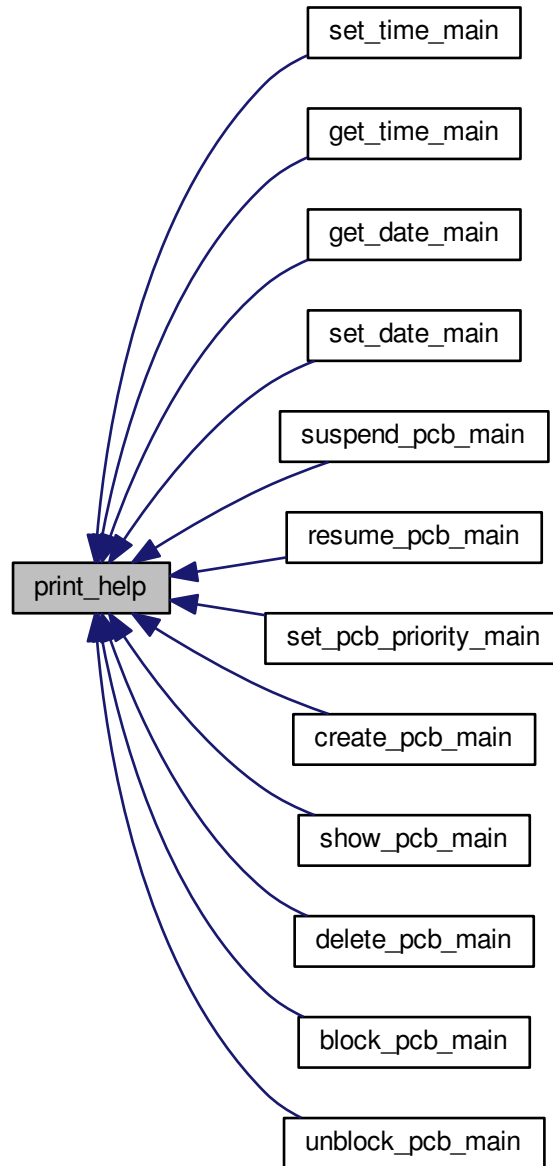 set_time_main
get_time_main
get_date_main
set_date_main
suspend_pcb_main
resume_pcb_main
print_help
set_pcb_priority_main
create_pcb_main
show_pcb_main
delete_pcb_main
block_pcb_main
unblock_pcb_main